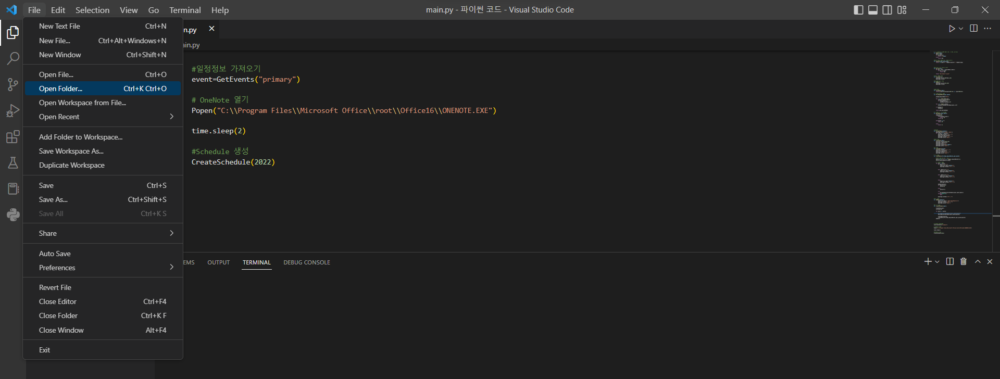 File Edit Selection View Go Terminal Help
main.py - 파이썬 코드 - Visual Studio Code
New Text File Ctrl+N
New File... Ctrl+Alt+Windows+N
New Window Ctrl+Shift+N
Open File... Ctrl+O
Open Folder... Ctrl+K Ctrl+O
Open Workspace from File...
Open Recent
Add Folder to Workspace...
Save Workspace As...
Duplicate Workspace
Save Ctrl+S
Save As... Ctrl+Shift+S
Save All Ctrl+K S
Share
Auto Save
Preferences
Revert File
Close Editor Ctrl+F4
Close Folder Ctrl+K F
Close Window Alt+F4
Exit
n.py
ain.py
#일정정보 가져오기
event=GetEvents("primary")
# OneNote 열기
Popen("C:\\Program Files\\Microsoft Office\\root\\Office16\\ONENOTE.EXE")
time.sleep(2)
#Schedule 생성
CreateSchedule(2022)
EMS OUTPUT TERMINAL DEBUG CONSOLE